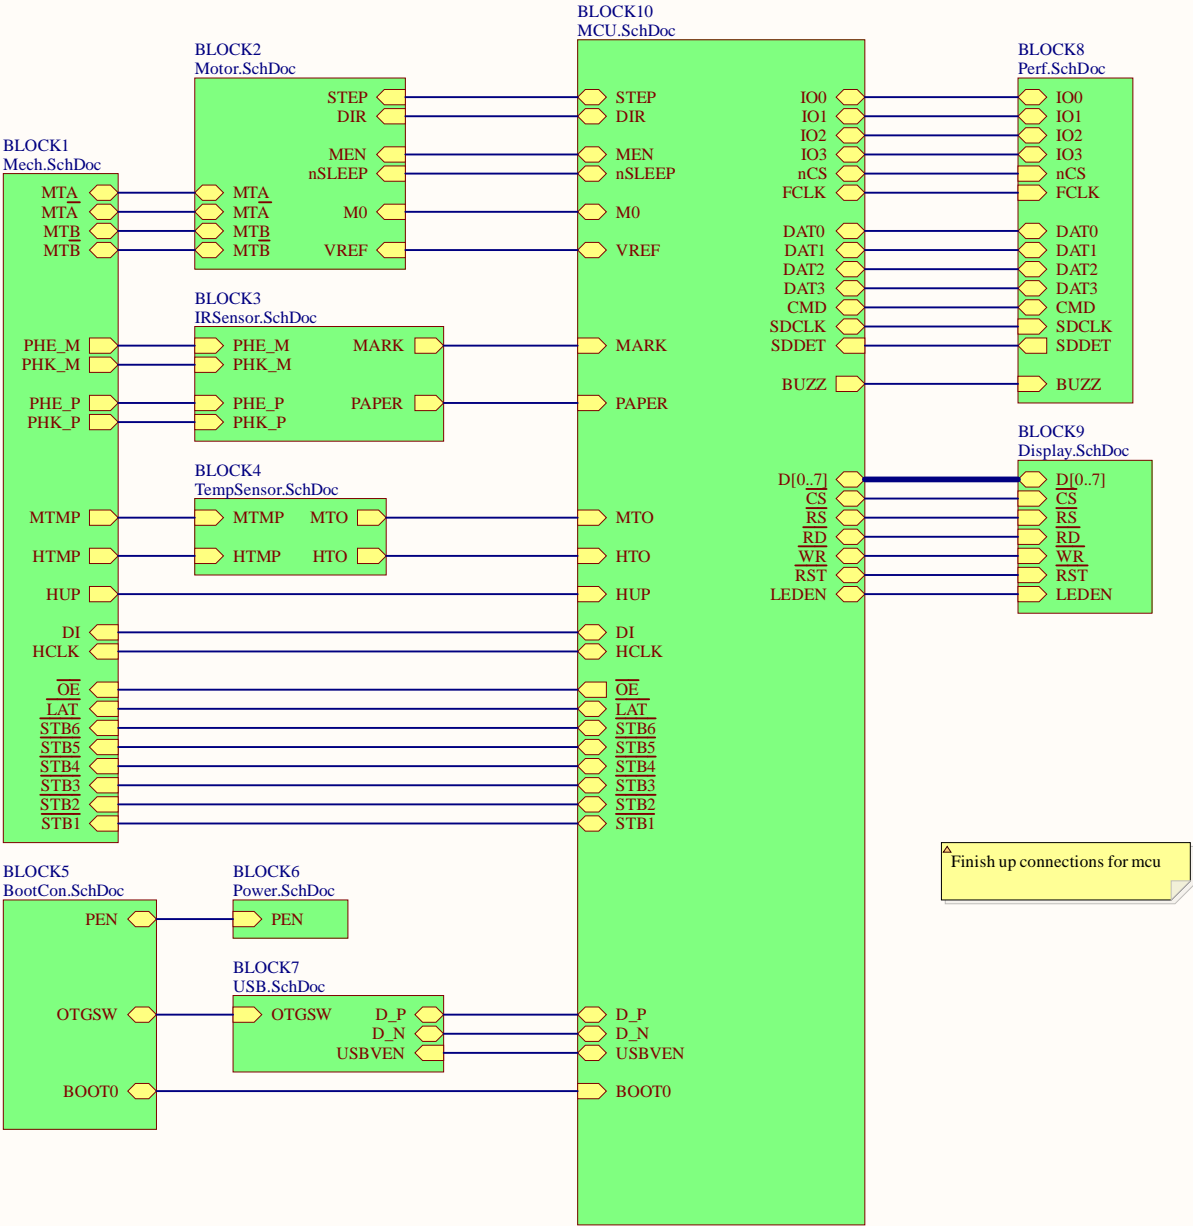 BLOCK1
Mech.SchDoc
MTA
MTA
MTB
MTB
PHE_M
PHK_M
PHE_P
PHK_P
MTMP
HTMP
HUP
DI
HCLK
OE
LAT
STB6
STB5
STB4
STB3
STB2
STB1
BLOCK2
Motor.SchDoc
STEP
DIR
MEN
nSLEEP
MTA
MTA M0
MTB
MTB VREF
BLOCK3
IRSensor.SchDoc
PHE_M MARK
PHK_M
PHE_P PAPER
PHK_P
BLOCK4
TempSensor.SchDoc
MTMP MTO
HTMP HTO
BLOCK5
BootCon.SchDoc
PEN
OTGSW
BOOT0
BLOCK6
Power.SchDoc
PEN
BLOCK7
USB.SchDoc
OTGSW D_P
D_N
USBVEN
BLOCK10
MCU.SchDoc
STEP IO0
DIR IO1
IO2
MEN IO3
nSLEEP nCS
FCLK
M0
DAT0
VREF DAT1
DAT2
DAT3
CMD
SDCLK
MARK SDDET
BUZZ
PAPER
D[0..7]
CS
MTO RS
RD
HTO WR
RST
HUP LEDEN
DI
HCLK
OE
LAT
STB6
STB5
STB4
STB3
STB2
STB1
D_P
D_N
USBVEN
BOOT0
BLOCK8
Perf.SchDoc
IO0
IO1
IO2
IO3
nCS
FCLK
DAT0
DAT1
DAT2
DAT3
CMD
SDCLK
SDDET
BUZZ
BLOCK9
Display.SchDoc
D[0..7]
CS
RS
RD
WR
RST
LEDEN
Finish up connections for mcu